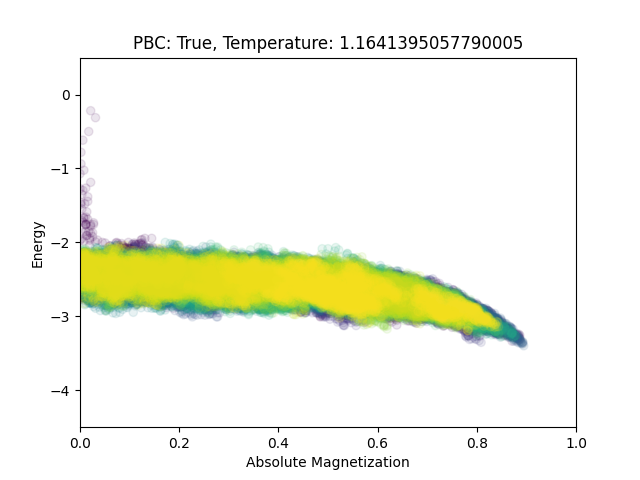 PBC: True, Temperature: 1.1641395057790005
0
−1
−2
−3
−4
Energy
0.0 0.2 0.4 0.6 0.8 1.0
Absolute Magnetization